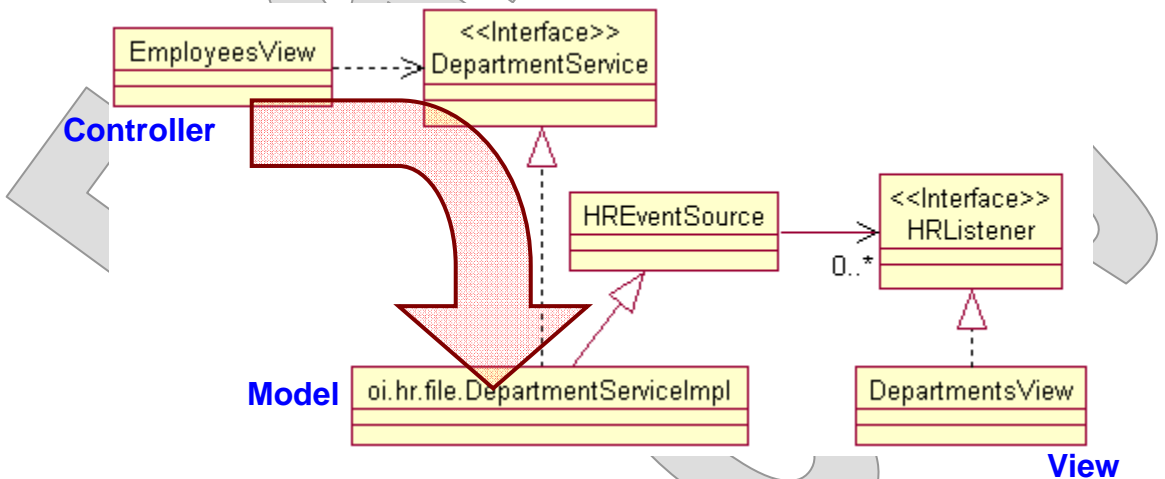 EmployeesView
<<Interface>>
DepartmentService
Controller
HREventSource
<<Interface>>
HRListener
0..*
Model
oi.hr.file.DepartmentServiceImpl
DepartmentsView
View